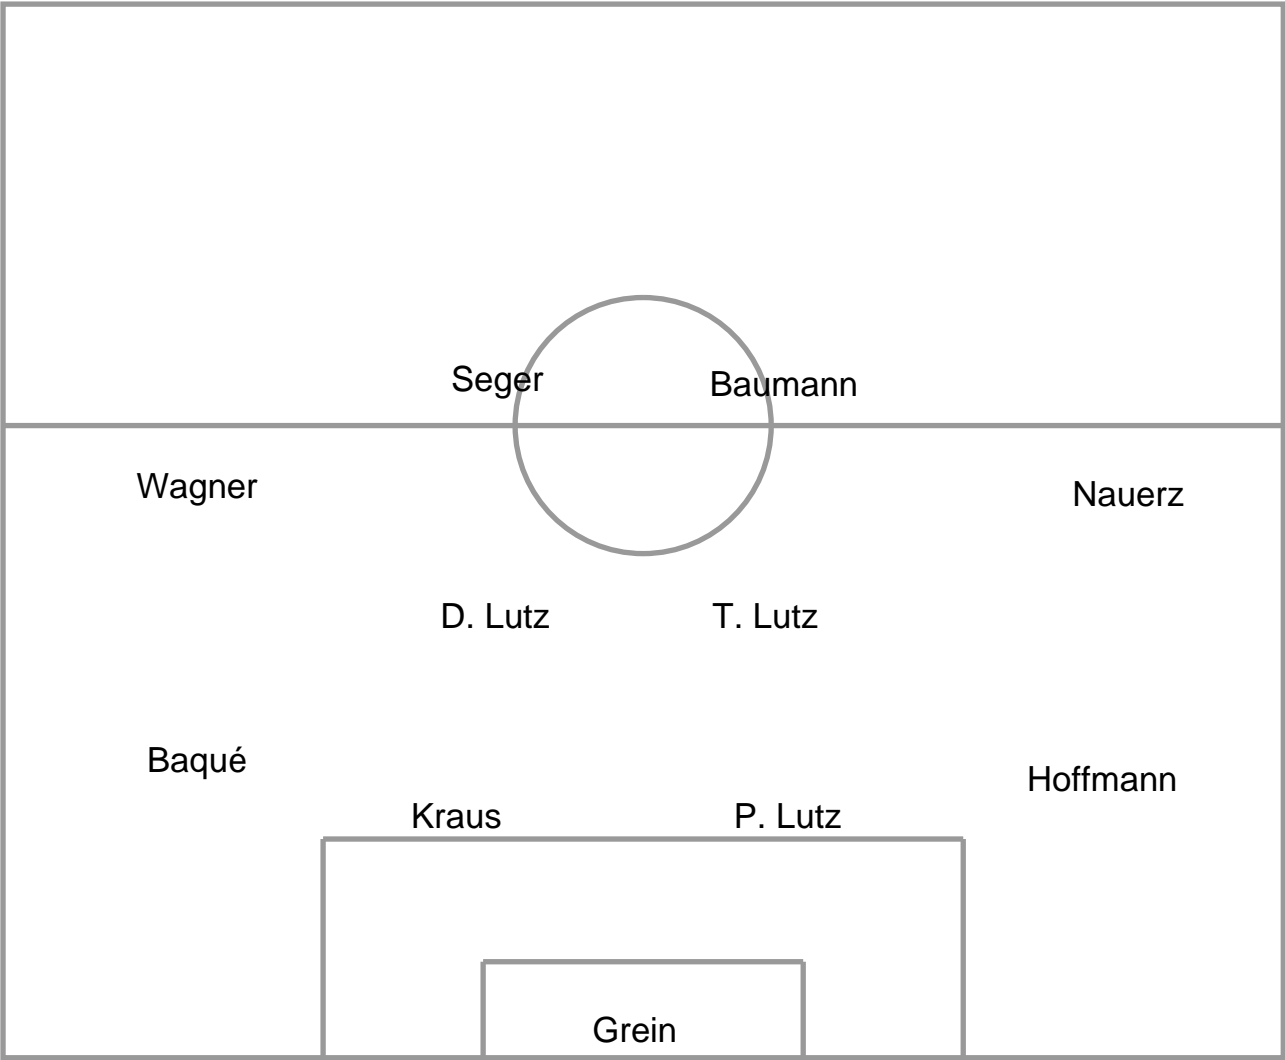 Seger
Baumann
Wagner
Nauerz
D. Lutz
T. Lutz
Baqué
Hoffmann
Kraus
P. Lutz
Grein